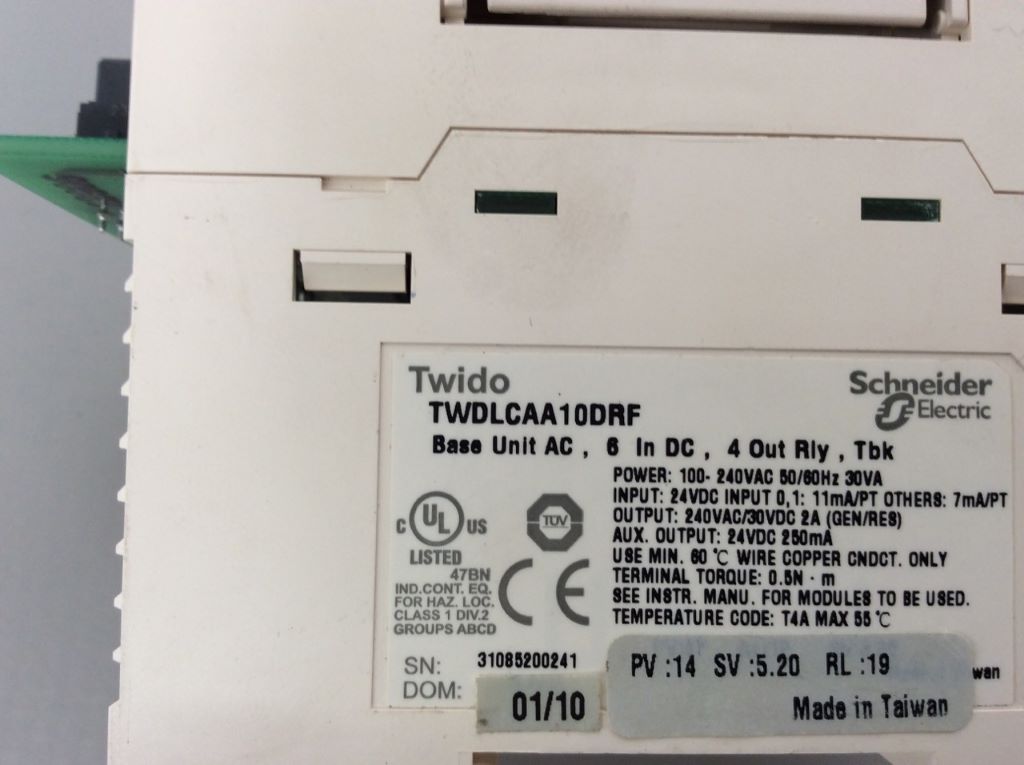 Twido
Schneider
Electric
TWDLCAA10DRF
Base Unit AC , 6 In DC , 4 Out Rly , Tbk
POWER: 100- 240VAC 50/60Hz 30VA
INPUT: 24VDC INPUT 0,1: 11mA/PT OTHERS: 7mA/PT
OUTPUT: 240VAC/30VDC 2A (GEN/RES)
AUX. OUTPUT: 24VDC 250mA
USE MIN. 60 ℃ WIRE COPPER CNDCT. ONLY
TERMINAL TORQUE: 0.5N · m
SEE INSTR. MANU. FOR MODULES TO BE USED.
TEMPERATURE CODE: T4A MAX 55 ℃
C UL US
LISTED
TÜV
CE
47BN
IND.CONT. EQ.
FOR HAZ. LOC.
CLASS 1 DIV.2
GROUPS ABCD
SN: 31085200241
DOM: 01/10
PV :14 SV :5.20 RL :19
Made in Taiwan
wan